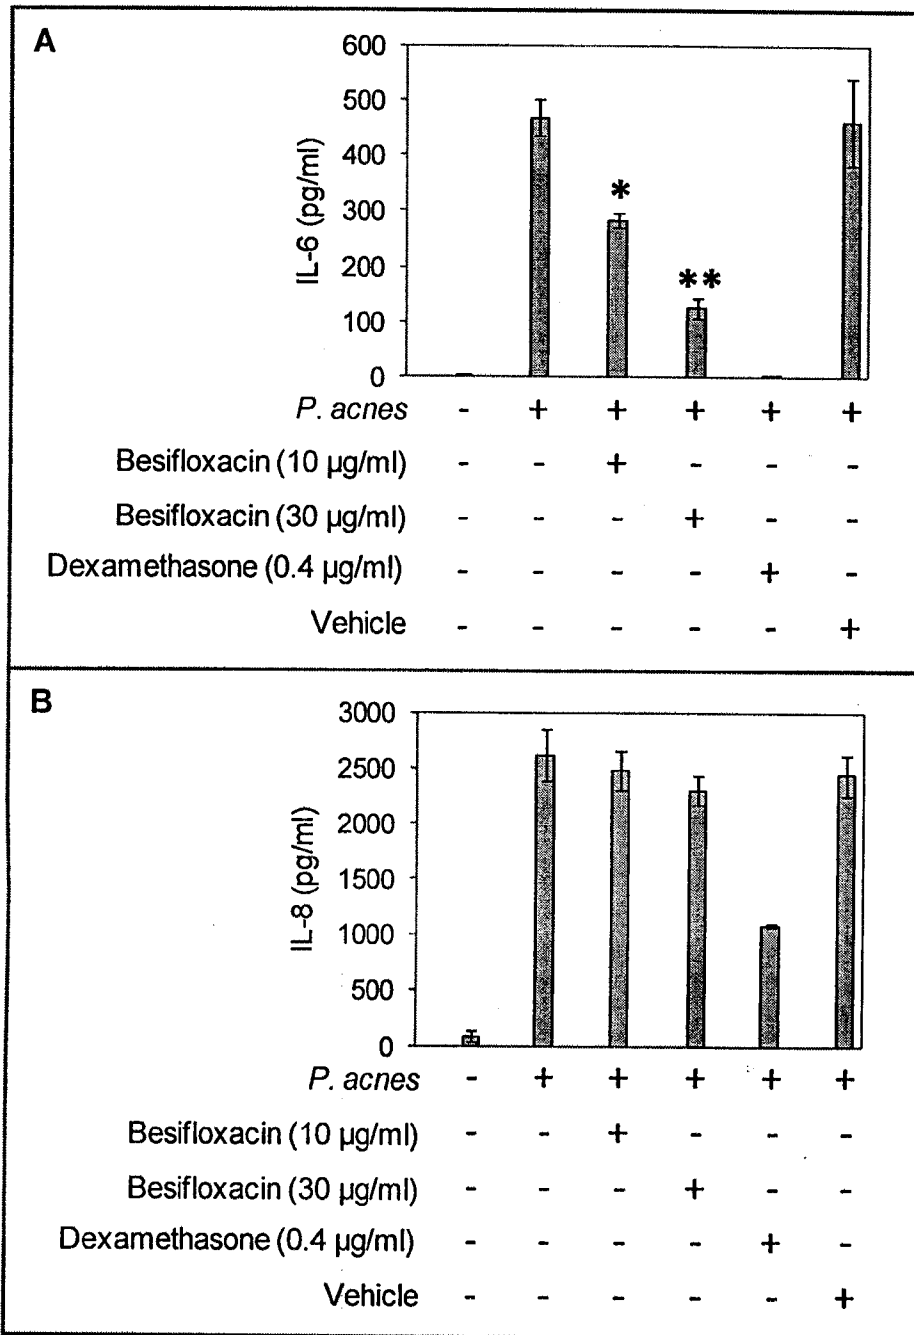 A
600
500
400
300
200
100
0
IL-6 (pg/ml)
*
**
P. acnes - + + + + +
Besifloxacin (10 µg/ml) - - + - - -
Besifloxacin (30 µg/ml) - - - + - -
Dexamethasone (0.4 µg/ml) - - - - + -
Vehicle - - - - - +
B
3000
2500
2000
1500
1000
500
0
IL-8 (pg/ml)
P. acnes - + + + + +
Besifloxacin (10 µg/ml) - - + - - -
Besifloxacin (30 µg/ml) - - - + - -
Dexamethasone (0.4 µg/ml) - - - - + -
Vehicle - - - - - +